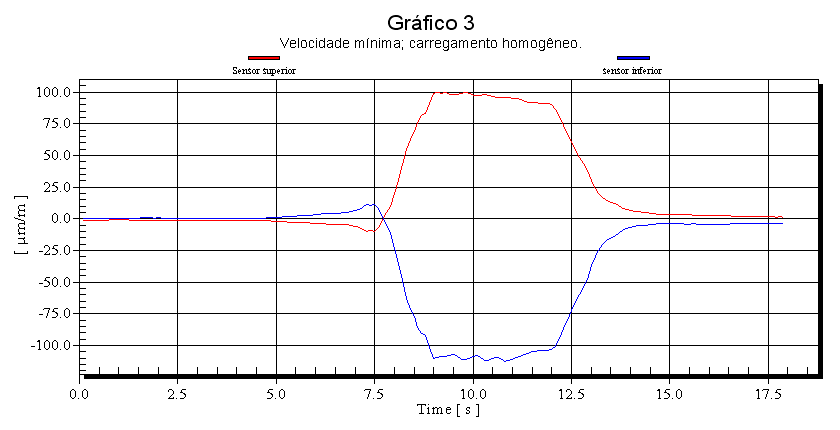 Gráfico 3
Velocidade mínima; carregamento homogêneo.
Sensor superior sensor inferior
100.0
75.0
50.0
25.0
0.0
-25.0
-50.0
-75.0
-100.0
[ µm/m ]
0.0 2.5 5.0 7.5 10.0 12.5 15.0 17.5
Time [ s ]